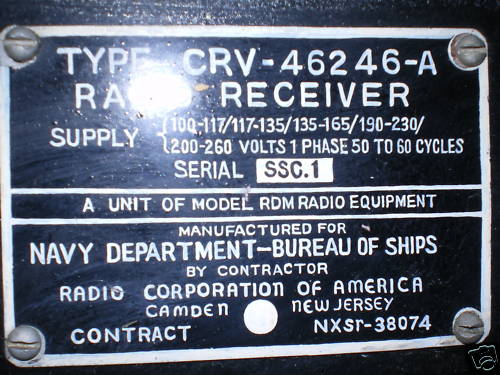 TYPE CRV-46246-A
RADIO RECEIVER
SUPPLY {100-117/117-135/135-165/190-230/
200-260 VOLTS 1 PHASE 50 TO 60 CYCLES
SERIAL SSC.1
A UNIT OF MODEL RDM RADIO EQUIPMENT
MANUFACTURED FOR
NAVY DEPARTMENT-BUREAU OF SHIPS
BY CONTRACTOR
RADIO CORPORATION OF AMERICA
CAMDEN NEW JERSEY
CONTRACT NXsr-38074